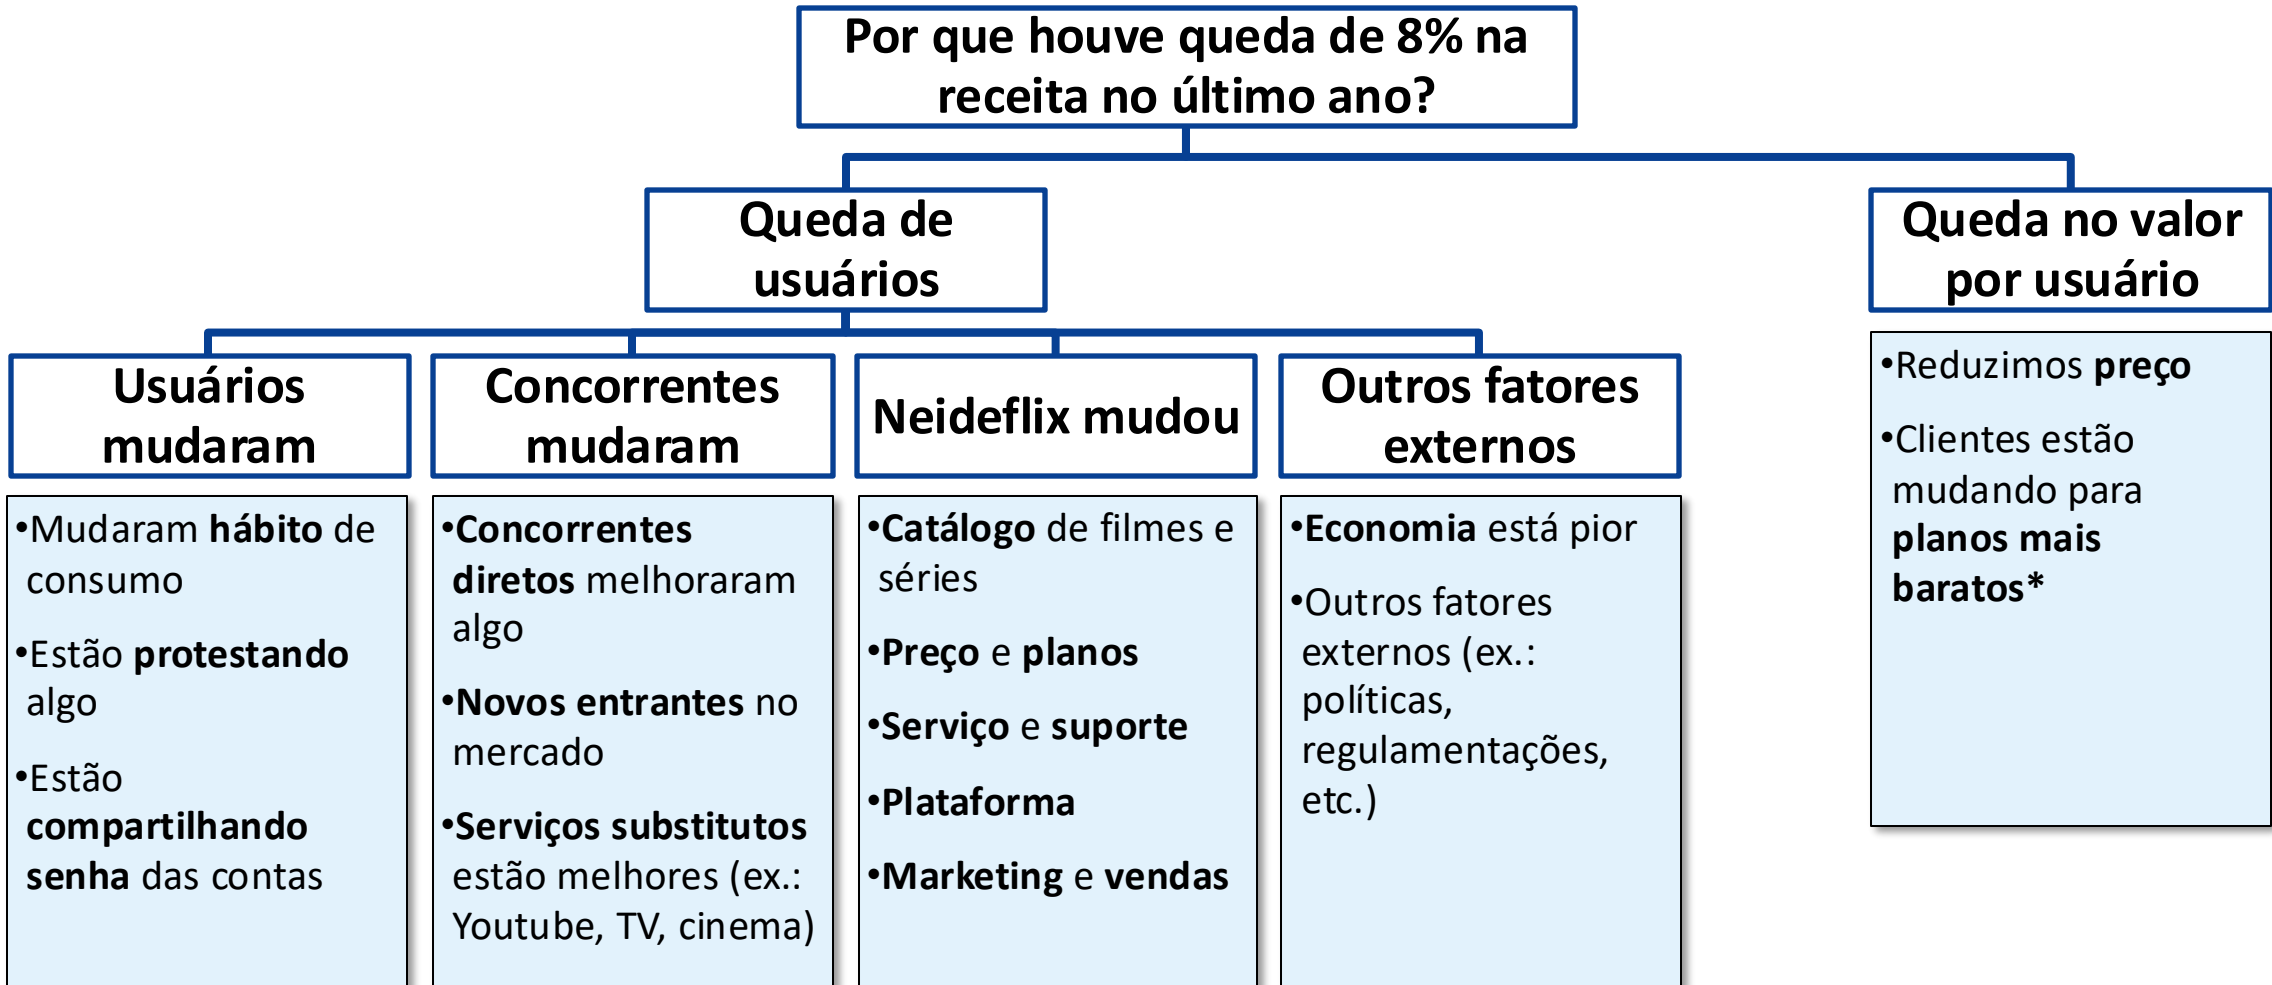 Por que houve queda de 8% na
receita no último ano?
Queda de
usuários
Queda no valor
por usuário
Usuários
mudaram
Concorrentes
mudaram
Neideflix mudou
Outros fatores
externos
•Mudaram hábito de
consumo
•Estão protestando
algo
•Estão
compartilhando
senha das contas
•Concorrentes
diretos melhoraram
algo
•Novos entrantes no
mercado
•Serviços substitutos
estão melhores (ex.:
Youtube, TV, cinema)
•Catálogo de filmes e
séries
•Preço e planos
•Serviço e suporte
•Plataforma
•Marketing e vendas
•Economia está pior
•Outros fatores
externos (ex.:
políticas,
regulamentações,
etc.)
•Reduzimos preço
•Clientes estão
mudando para
planos mais
baratos*